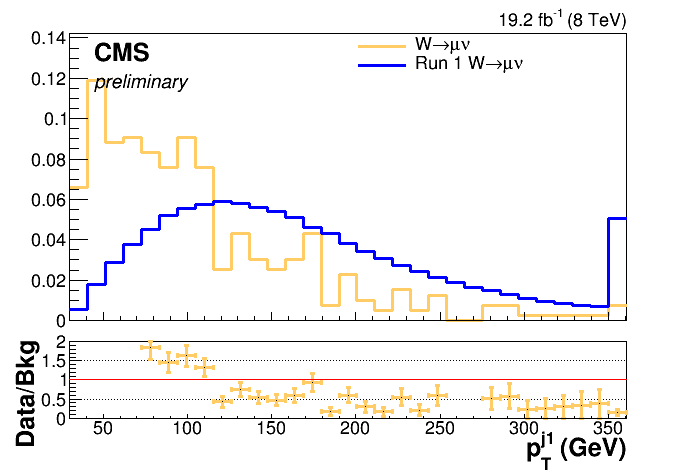 19.2 fb⁻¹ (8 TeV)
0.14
CMS
W→μν
Run 1 W→μν
0.12
preliminary
0.1
0.08
0.06
0.04
0.02
0
2
1.5
1
0.5
0
Data/Bkg
50 100 150 200 250 300 350
p_T^j1 (GeV)